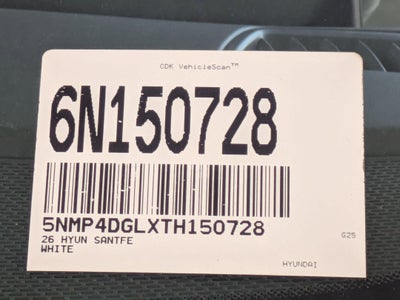 CDK VehicleScan™
6N150728
5NMP4DGLXTH150728
26 HYUN SANTFE
WHITE
G25
HYUNDAI